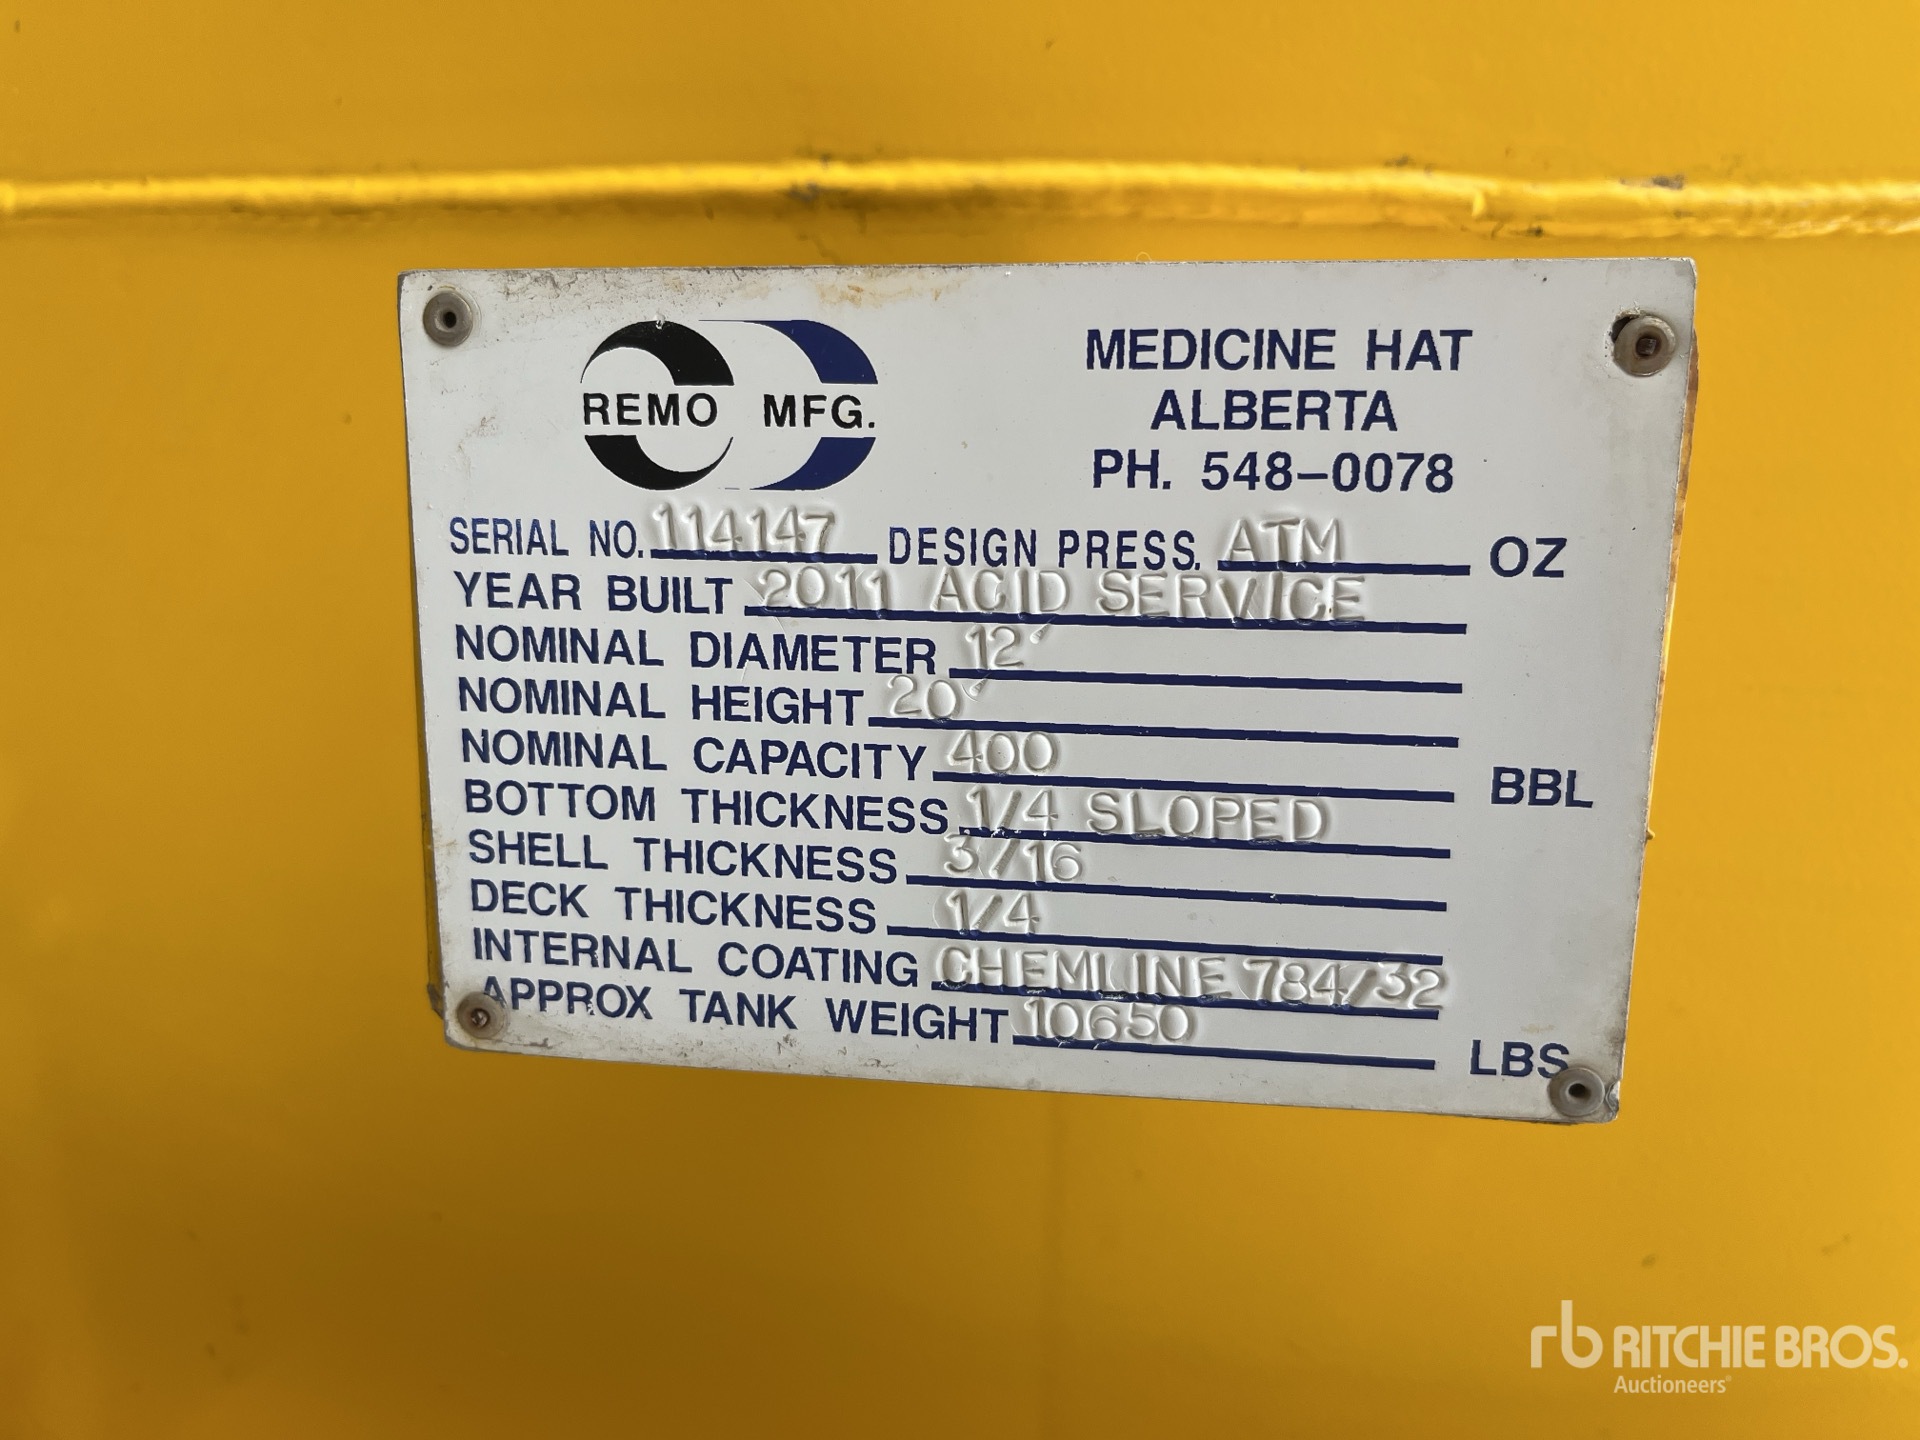 REMO MFG.
MEDICINE HAT
ALBERTA
PH. 548-0078
SERIAL NO. 114147 DESIGN PRESS. ATM OZ
YEAR BUILT 2011 ACID SERVICE
NOMINAL DIAMETER 12'
NOMINAL HEIGHT 20'
NOMINAL CAPACITY 400 BBL
BOTTOM THICKNESS 1/4 SLOPED
SHELL THICKNESS 3/16
DECK THICKNESS 1/4
INTERNAL COATING CHEMLINE 784/32
APPROX TANK WEIGHT 10650 LBS
rb RITCHIE BROS.
Auctioneers